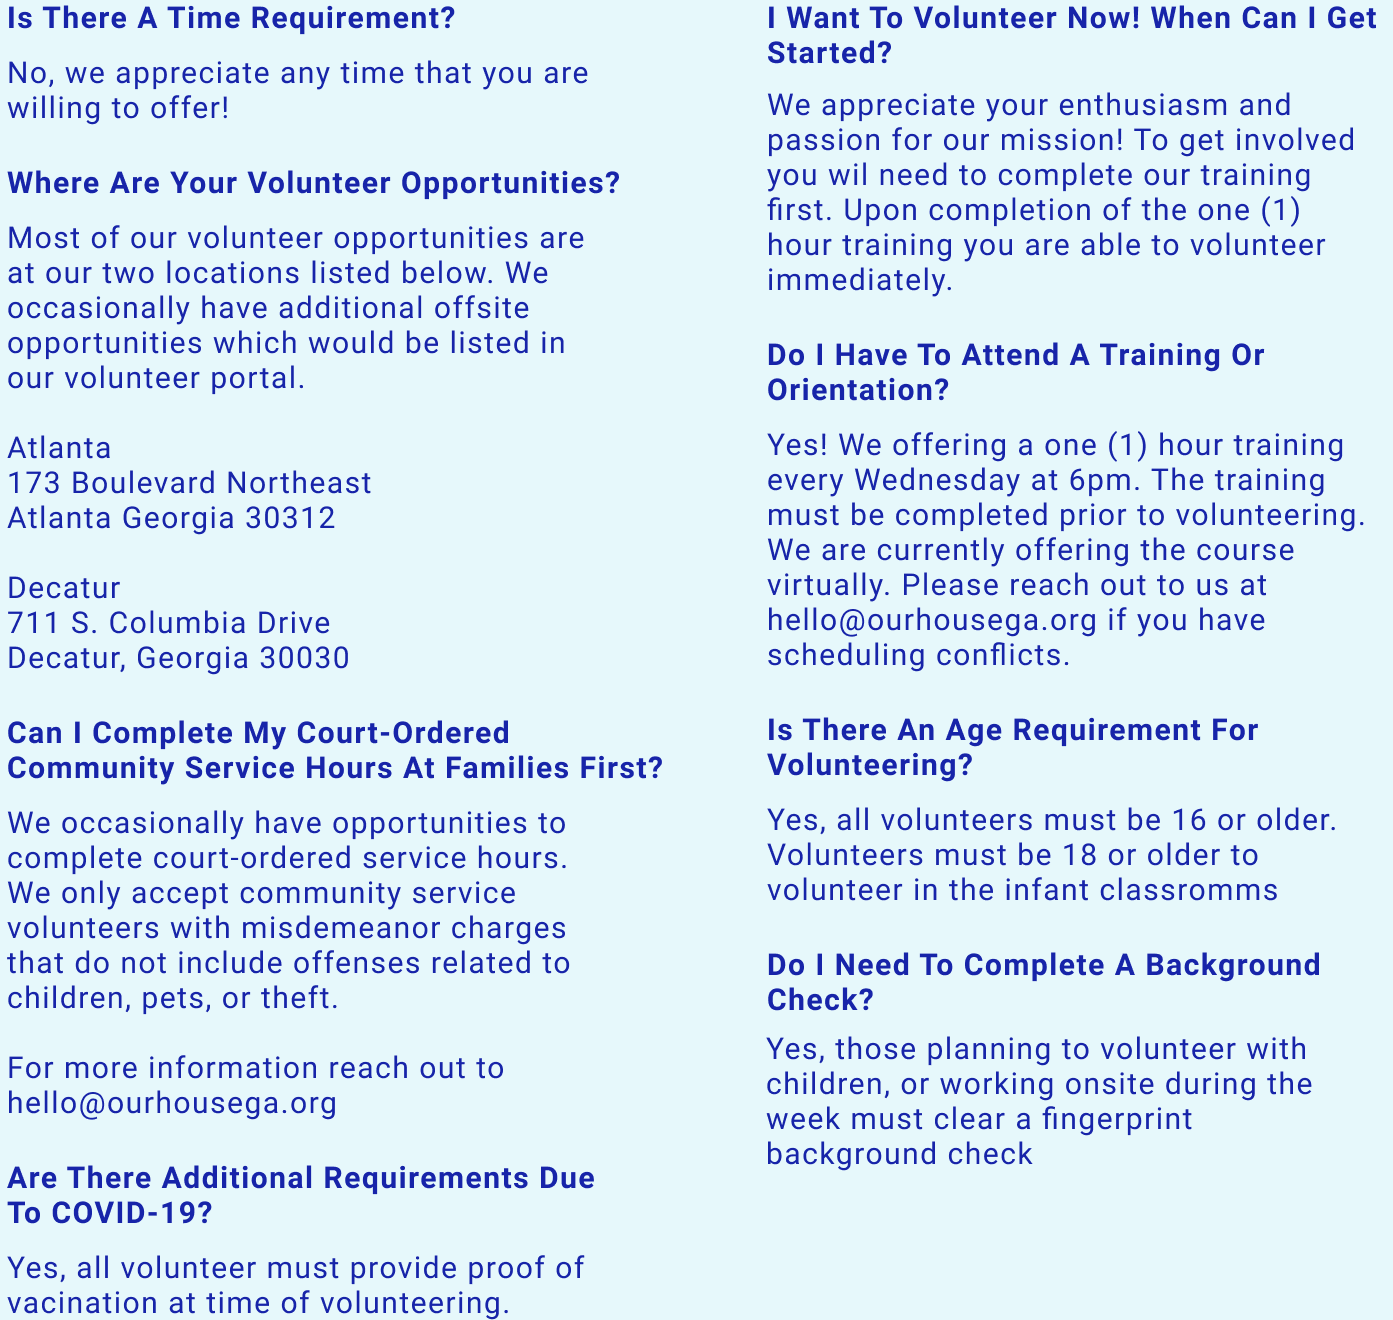 Is There A Time Requirement?
No, we appreciate any time that you are
willing to offer!
Where Are Your Volunteer Opportunities?
Most of our volunteer opportunities are
at our two locations listed below. We
occasionally have additional offsite
opportunities which would be listed in
our volunteer portal.
Atlanta
173 Boulevard Northeast
Atlanta Georgia 30312
Decatur
711 S. Columbia Drive
Decatur, Georgia 30030
Can I Complete My Court-Ordered
Community Service Hours At Families First?
We occasionally have opportunities to
complete court-ordered service hours.
We only accept community service
volunteers with misdemeanor charges
that do not include offenses related to
children, pets, or theft.
For more information reach out to
hello@ourhousega.org
Are There Additional Requirements Due
To COVID-19?
Yes, all volunteer must provide proof of
vacination at time of volunteering.
I Want To Volunteer Now! When Can I Get
Started?
We appreciate your enthusiasm and
passion for our mission! To get involved
you wil need to complete our training
first. Upon completion of the one (1)
hour training you are able to volunteer
immediately.
Do I Have To Attend A Training Or
Orientation?
Yes! We offering a one (1) hour training
every Wednesday at 6pm. The training
must be completed prior to volunteering.
We are currently offering the course
virtually. Please reach out to us at
hello@ourhousega.org if you have
scheduling conflicts.
Is There An Age Requirement For
Volunteering?
Yes, all volunteers must be 16 or older.
Volunteers must be 18 or older to
volunteer in the infant classromms
Do I Need To Complete A Background
Check?
Yes, those planning to volunteer with
children, or working onsite during the
week must clear a fingerprint
background check